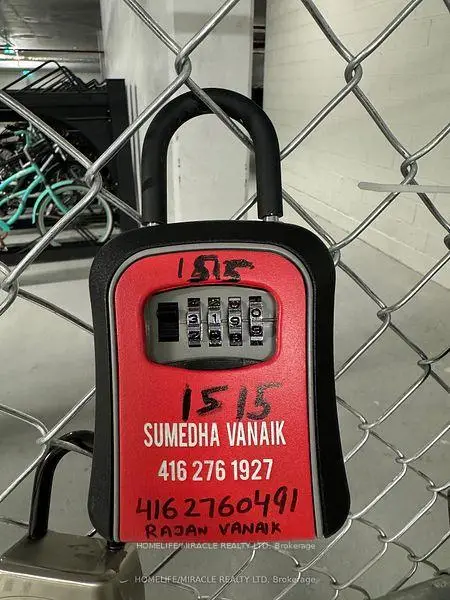 1515
3190
1515
SUMEDHA VANAIK
416 276 1927
4162760491
RAJAN VANAIK
HOMELIFE/MIRACLE REALTY LTD, Brokerage
HOMELIFE/MIRACLE REALTY LTD, Brokerage